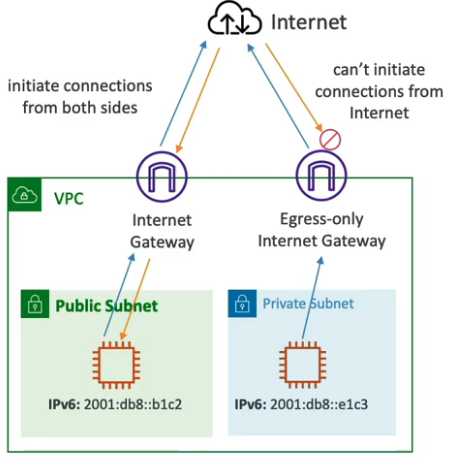 Internet
initiate connections
from both sides
can't initiate
connections from
Internet
VPC
Internet
Gateway
Egress-only
Internet Gateway
Public Subnet
Private Subnet
IPv6: 2001:db8::b1c2
IPv6: 2001:db8::e1c3